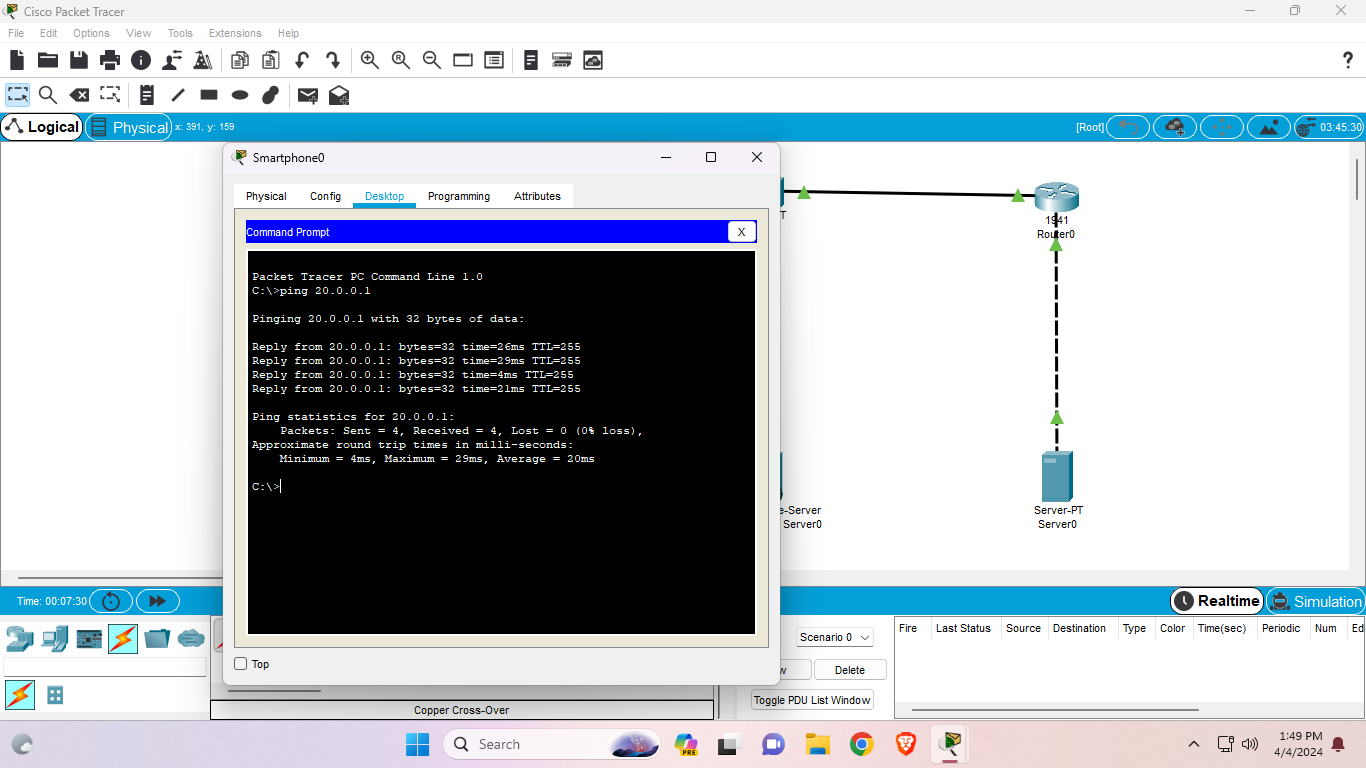 Cisco Packet Tracer
File Edit Options View Tools Extensions Help
Logical Physical x: 391, y: 159 [Root] 03:45:30
Smartphone0
Physical Config Desktop Programming Attributes
Command Prompt X
Packet Tracer PC Command Line 1.0
C:\>ping 20.0.0.1
Pinging 20.0.0.1 with 32 bytes of data:
Reply from 20.0.0.1: bytes=32 time=26ms TTL=255
Reply from 20.0.0.1: bytes=32 time=29ms TTL=255
Reply from 20.0.0.1: bytes=32 time=4ms TTL=255
Reply from 20.0.0.1: bytes=32 time=21ms TTL=255
Ping statistics for 20.0.0.1:
Packets: Sent = 4, Received = 4, Lost = 0 (0% loss),
Approximate round trip times in milli-seconds:
Minimum = 4ms, Maximum = 29ms, Average = 20ms
C:\>
Top
T
1941
Router0
e-Server
Server0
Server-PT
Server0
Time: 00:07:30 Realtime Simulation
Scenario 0
w Delete
Toggle PDU List Window
Fire Last Status Source Destination Type Color Time(sec) Periodic Num Ed
Copper Cross-Over
Search
PRE
1:49 PM
4/4/2024